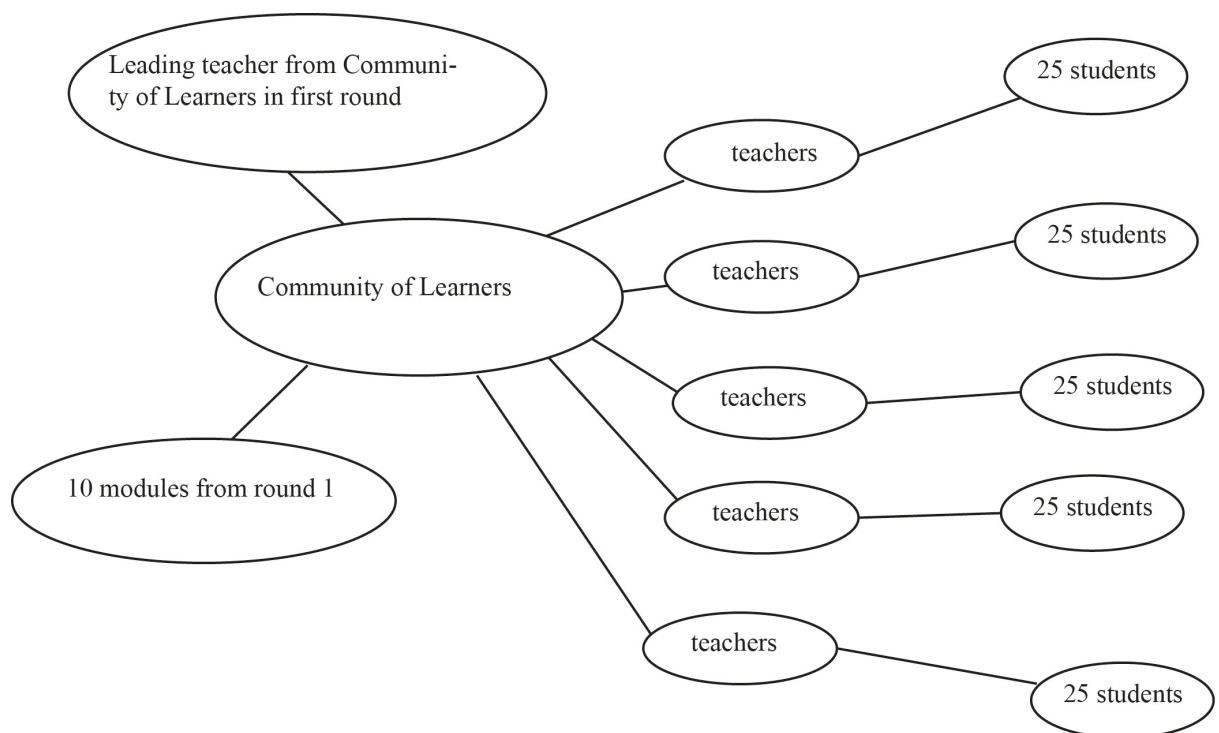 Leading teacher from Communi-
ty of Learners in first round
25 students
teachers
25 students
teachers
Community of Learners
25 students
teachers
10 modules from round 1
25 students
teachers
teachers
25 students